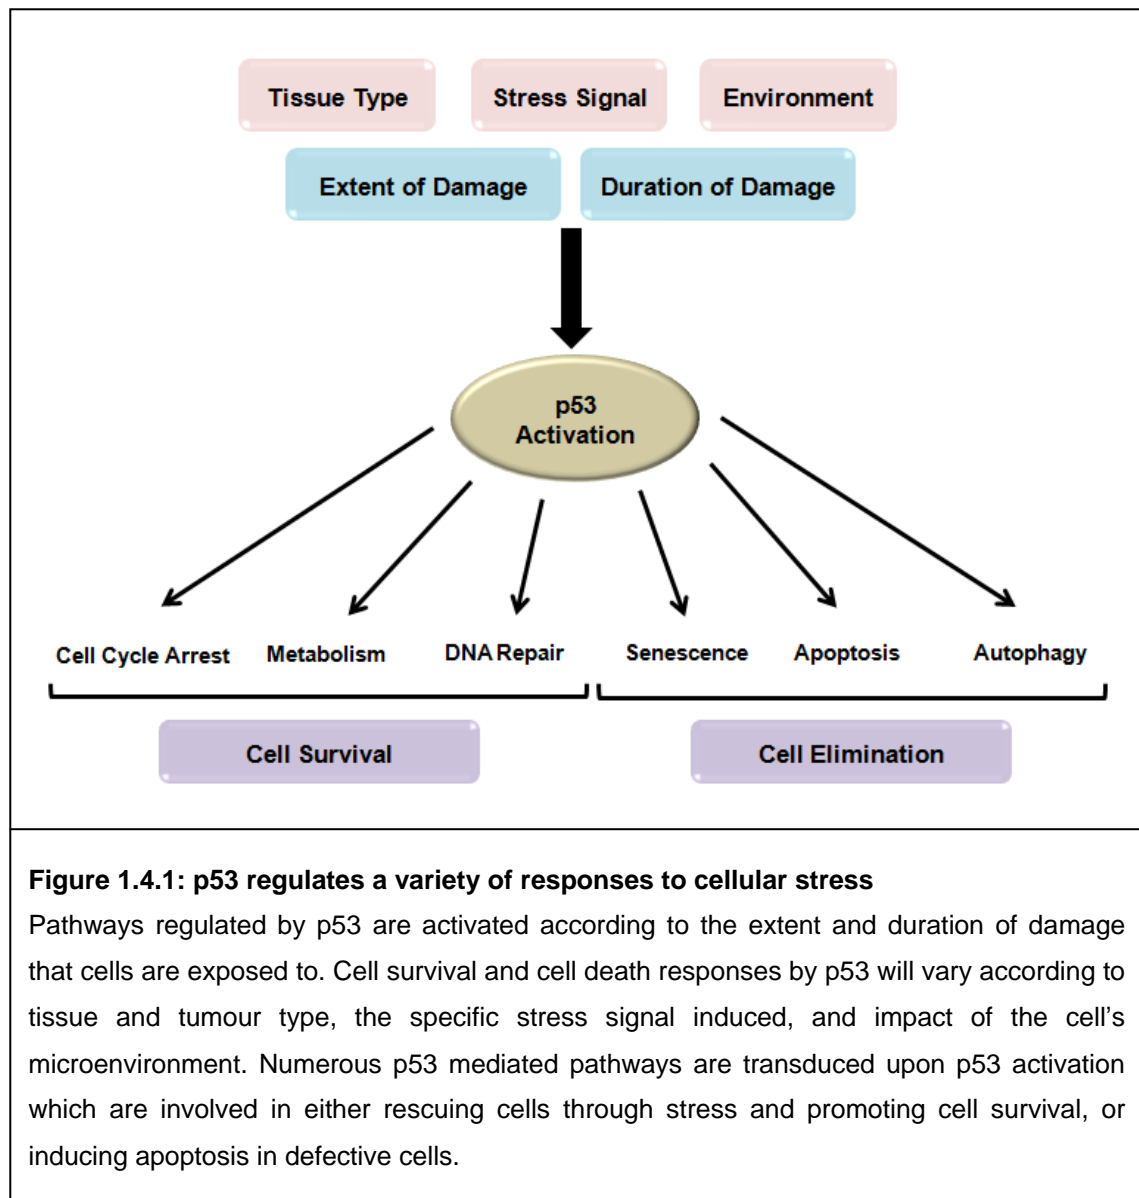 Tissue Type Stress Signal Environment
Extent of Damage Duration of Damage
p53
Activation
Cell Cycle Arrest Metabolism DNA Repair Senescence Apoptosis Autophagy
Cell Survival Cell Elimination
Figure 1.4.1: p53 regulates a variety of responses to cellular stress
Pathways regulated by p53 are activated according to the extent and duration of damage
that cells are exposed to. Cell survival and cell death responses by p53 will vary according to
tissue and tumour type, the specific stress signal induced, and impact of the cell’s
microenvironment. Numerous p53 mediated pathways are transduced upon p53 activation
which are involved in either rescuing cells through stress and promoting cell survival, or
inducing apoptosis in defective cells.